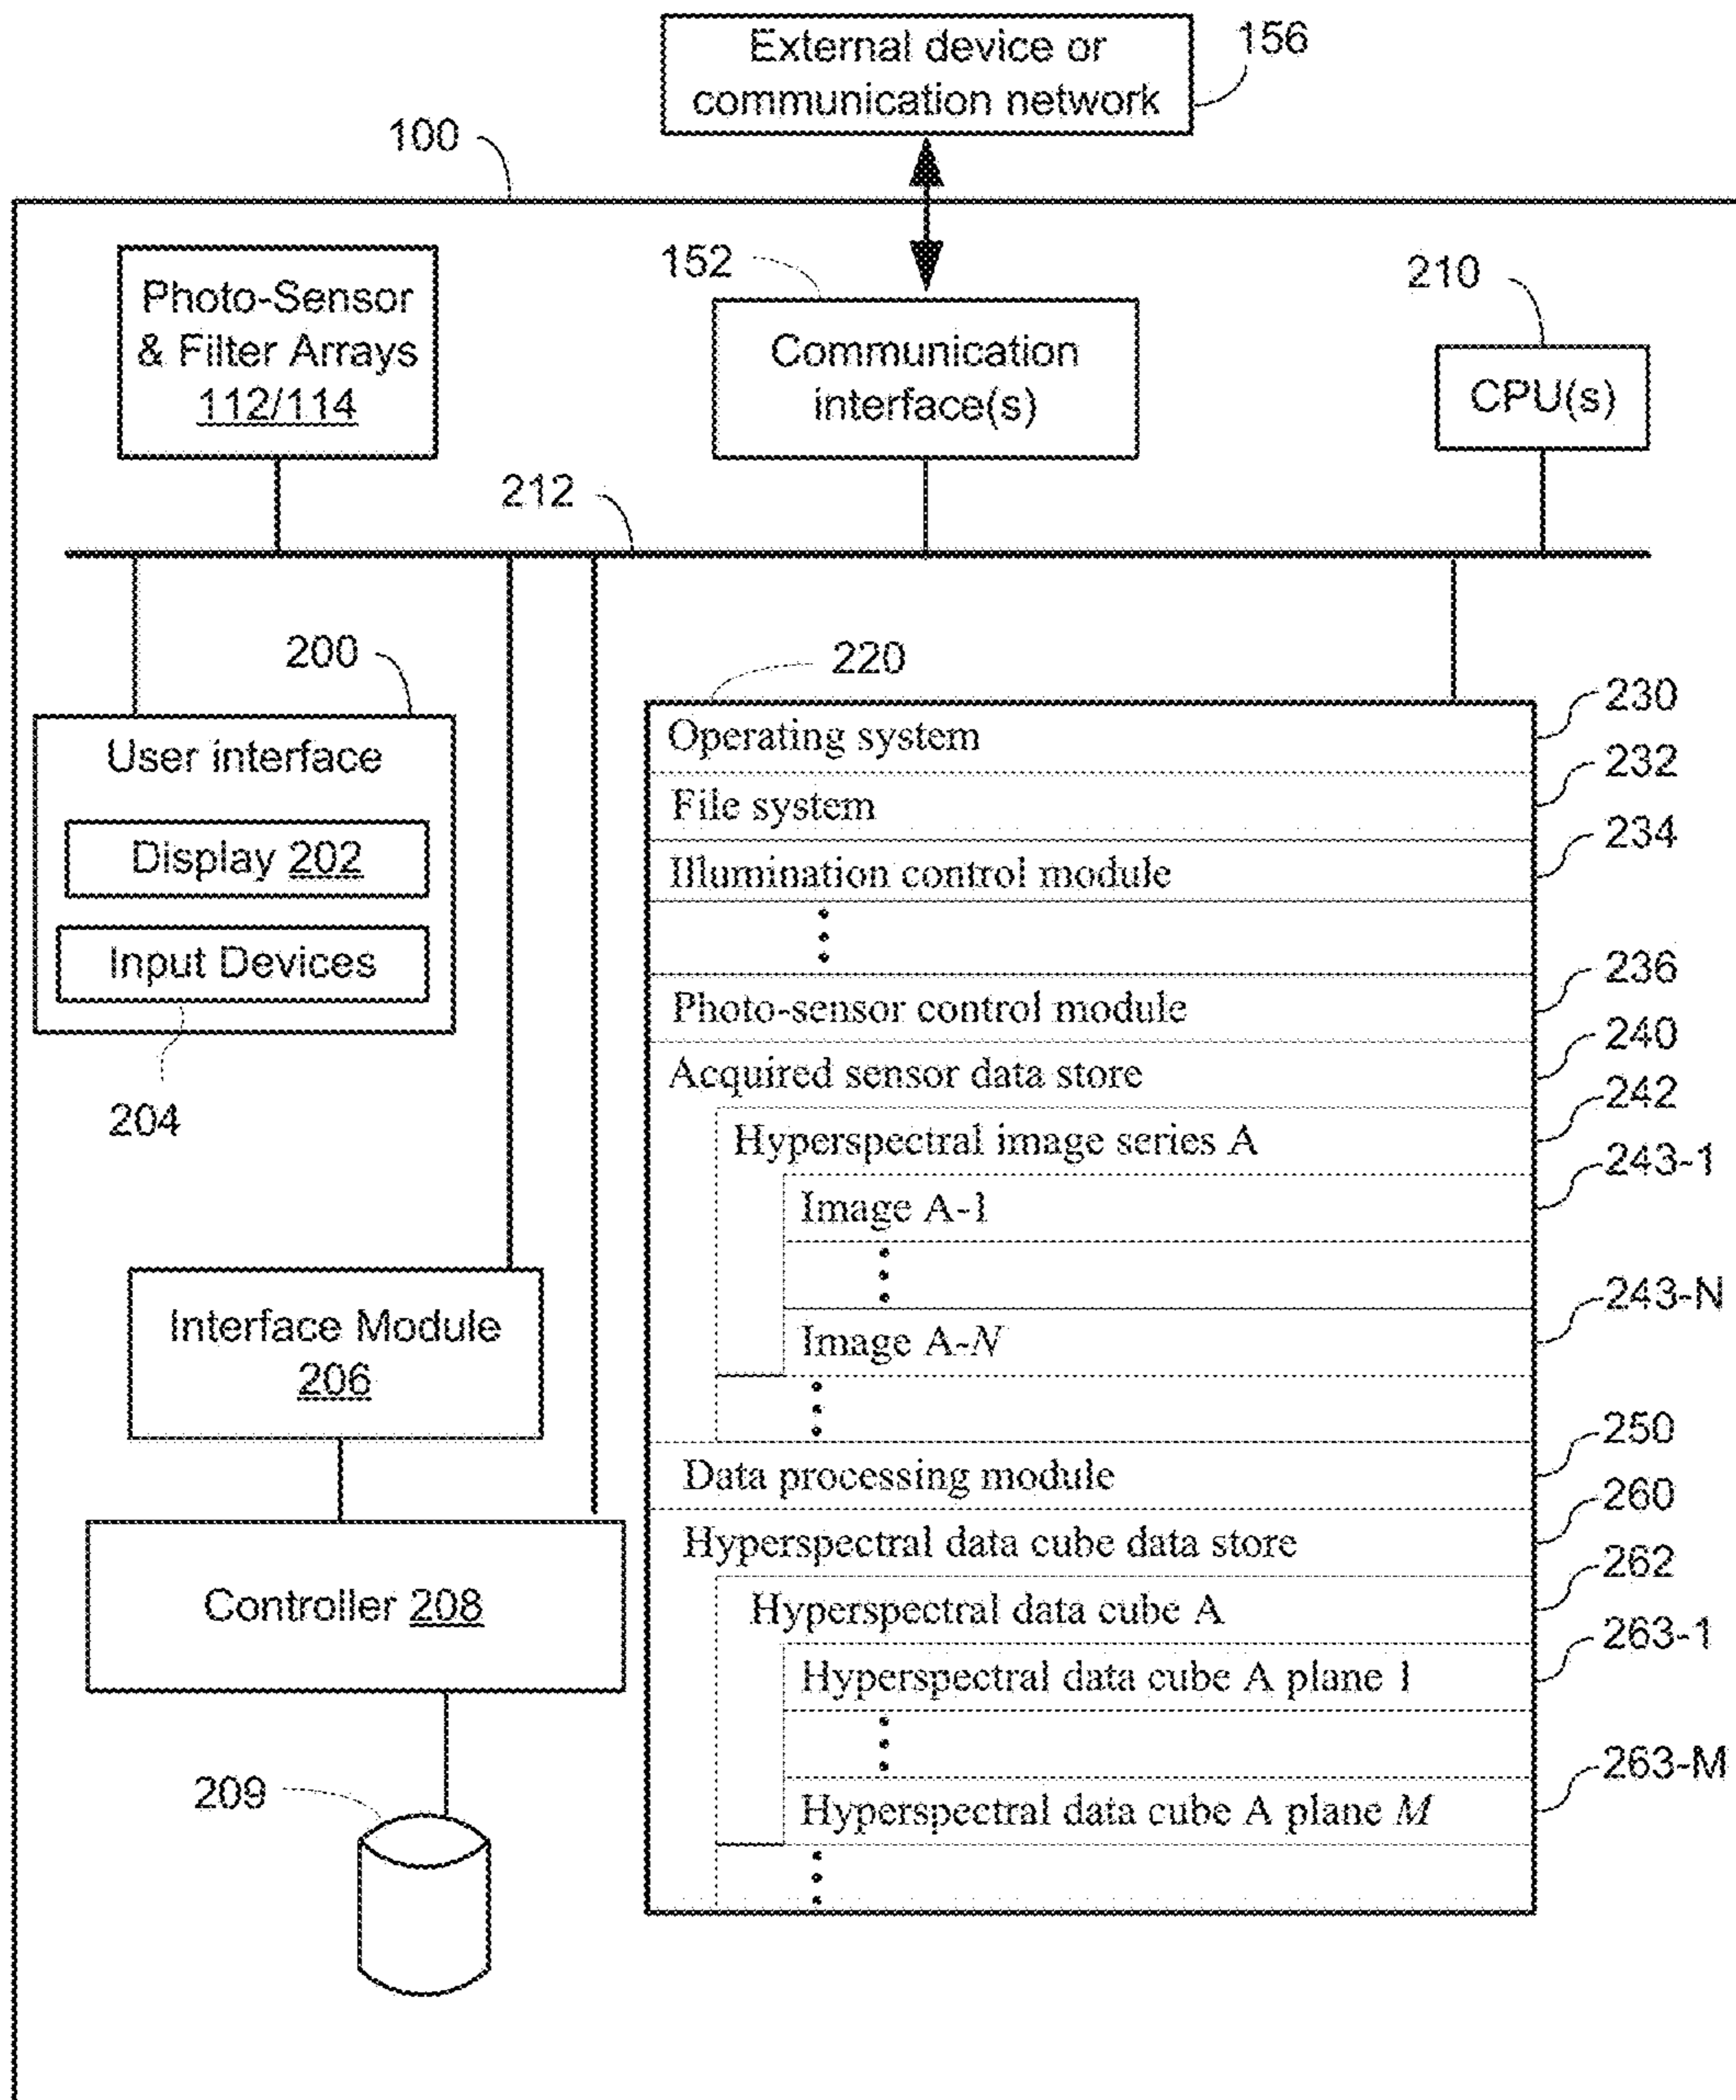 External device or
communication network
156
100
Photo-Sensor
& Filter Arrays
112/114
152
Communication
interface(s)
210
CPU(s)
212
200
User interface
Display 202
Input Devices
204
Interface Module
206
Controller 208
209
220
Operating system
230
File system
232
Illumination control module
234
Photo-sensor control module
236
Acquired sensor data store
240
Hyperspectral image series A
242
Image A-1
243-1
Image A-N
243-N
Data processing module
250
Hyperspectral data cube data store
260
Hyperspectral data cube A
262
Hyperspectral data cube A plane 1
263-1
Hyperspectral data cube A plane M
263-M